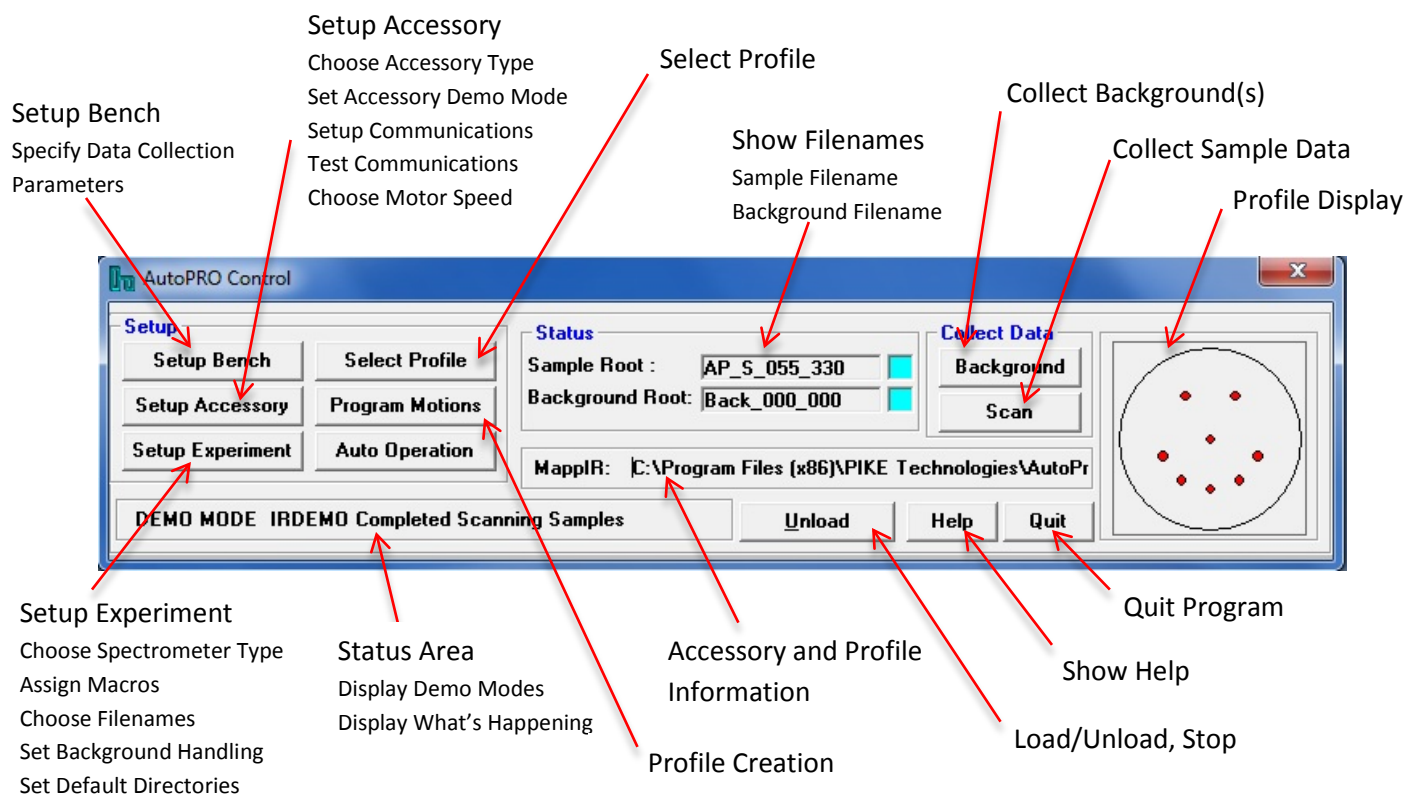 Setup Accessory
Choose Accessory Type
Set Accessory Demo Mode
Setup Communications
Test Communications
Choose Motor Speed
Select Profile
Setup Bench
Specify Data Collection
Parameters
Show Filenames
Sample Filename
Background Filename
Collect Background(s)
Collect Sample Data
Profile Display
AutoPRO Control
Setup
Setup Bench
Select Profile
Setup Accessory
Program Motions
Setup Experiment
Auto Operation
Status
Sample Root : AP_S_055_330
Background Root: Back_000_000
Collect Data
Background
Scan
MappIR: C:\Program Files (x86)\PIKE Technologies\AutoPr
DEMO MODE IRDEMO Completed Scanning Samples
Unload
Help
Quit
Setup Experiment
Choose Spectrometer Type
Assign Macros
Choose Filenames
Set Background Handling
Set Default Directories
Status Area
Display Demo Modes
Display What's Happening
Profile Creation
Accessory and Profile
Information
Load/Unload, Stop
Show Help
Quit Program